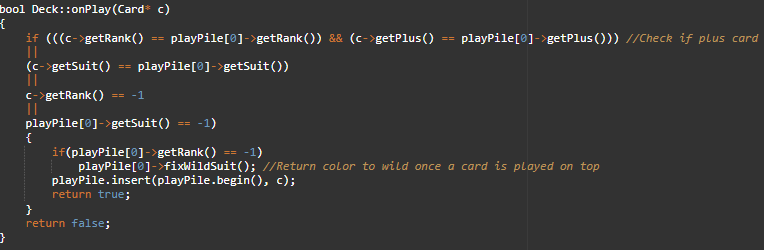 bool Deck::onPlay(Card* c)
{
    if (((c->getRank() == playPile[0]->getRank()) && (c->getPlus() == playPile[0]->getPlus())) //Check if plus card
    ||
    (c->getSuit() == playPile[0]->getSuit())
    ||
    c->getRank() == -1
    ||
    playPile[0]->getSuit() == -1)
    {
        if(playPile[0]->getRank() == -1)
            playPile[0]->fixWildSuit(); //Return color to wild once a card is played on top
        playPile.insert(playPile.begin(), c);
        return true;
    }
    return false;
}